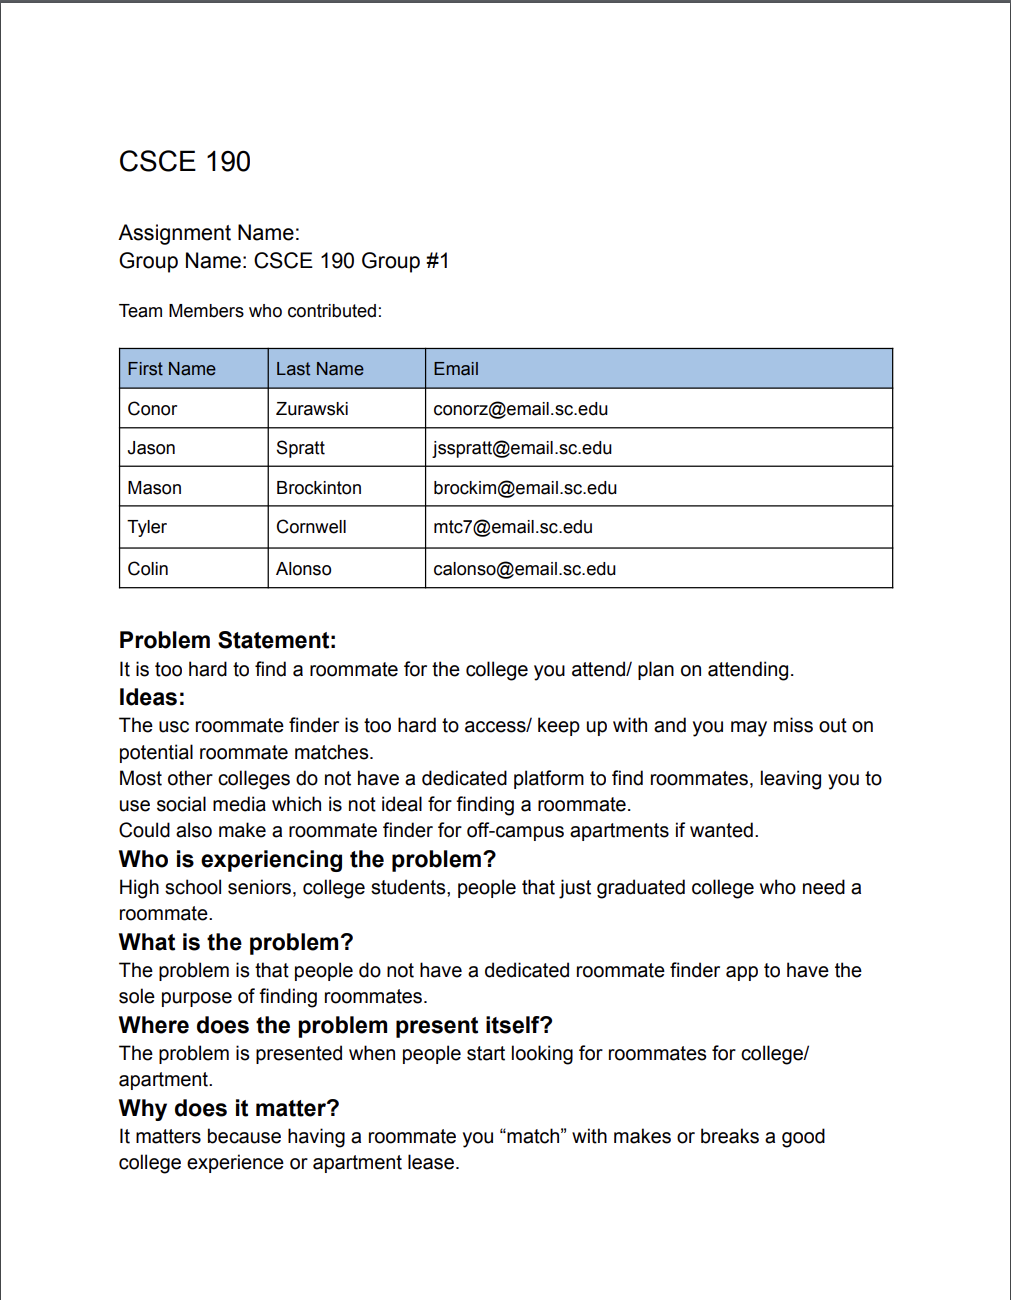 CSCE 190
Assignment Name:
Group Name: CSCE 190 Group #1
Team Members who contributed:
First Name Last Name Email
Conor Zurawski conorz@email.sc.edu
Jason Spratt jsspratt@email.sc.edu
Mason Brockinton brockim@email.sc.edu
Tyler Cornwell mtc7@email.sc.edu
Colin Alonso calonso@email.sc.edu
Problem Statement:
It is too hard to find a roommate for the college you attend/ plan on attending.
Ideas:
The usc roommate finder is too hard to access/ keep up with and you may miss out on
potential roommate matches.
Most other colleges do not have a dedicated platform to find roommates, leaving you to
use social media which is not ideal for finding a roommate.
Could also make a roommate finder for off-campus apartments if wanted.
Who is experiencing the problem?
High school seniors, college students, people that just graduated college who need a
roommate.
What is the problem?
The problem is that people do not have a dedicated roommate finder app to have the
sole purpose of finding roommates.
Where does the problem present itself?
The problem is presented when people start looking for roommates for college/
apartment.
Why does it matter?
It matters because having a roommate you “match” with makes or breaks a good
college experience or apartment lease.